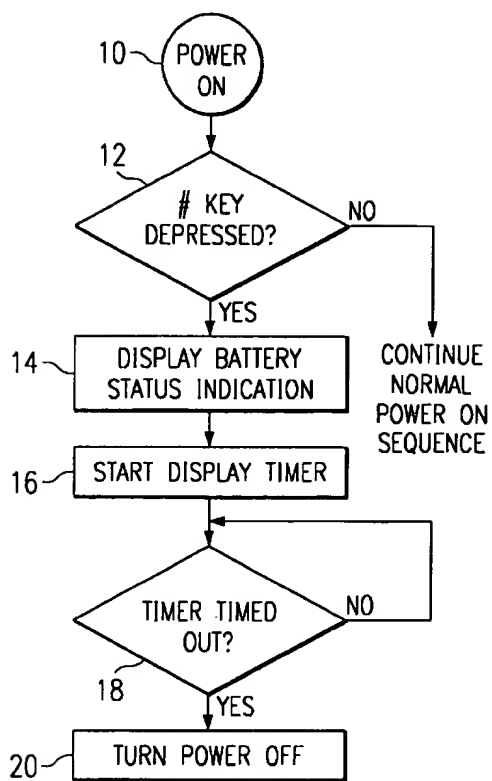 10
POWER
ON
12
# KEY
DEPRESSED?
NO
YES
14
DISPLAY BATTERY
STATUS INDICATION
CONTINUE
NORMAL
POWER ON
SEQUENCE
16
START DISPLAY TIMER
TIMER TIMED
OUT?
NO
18
YES
20
TURN POWER OFF